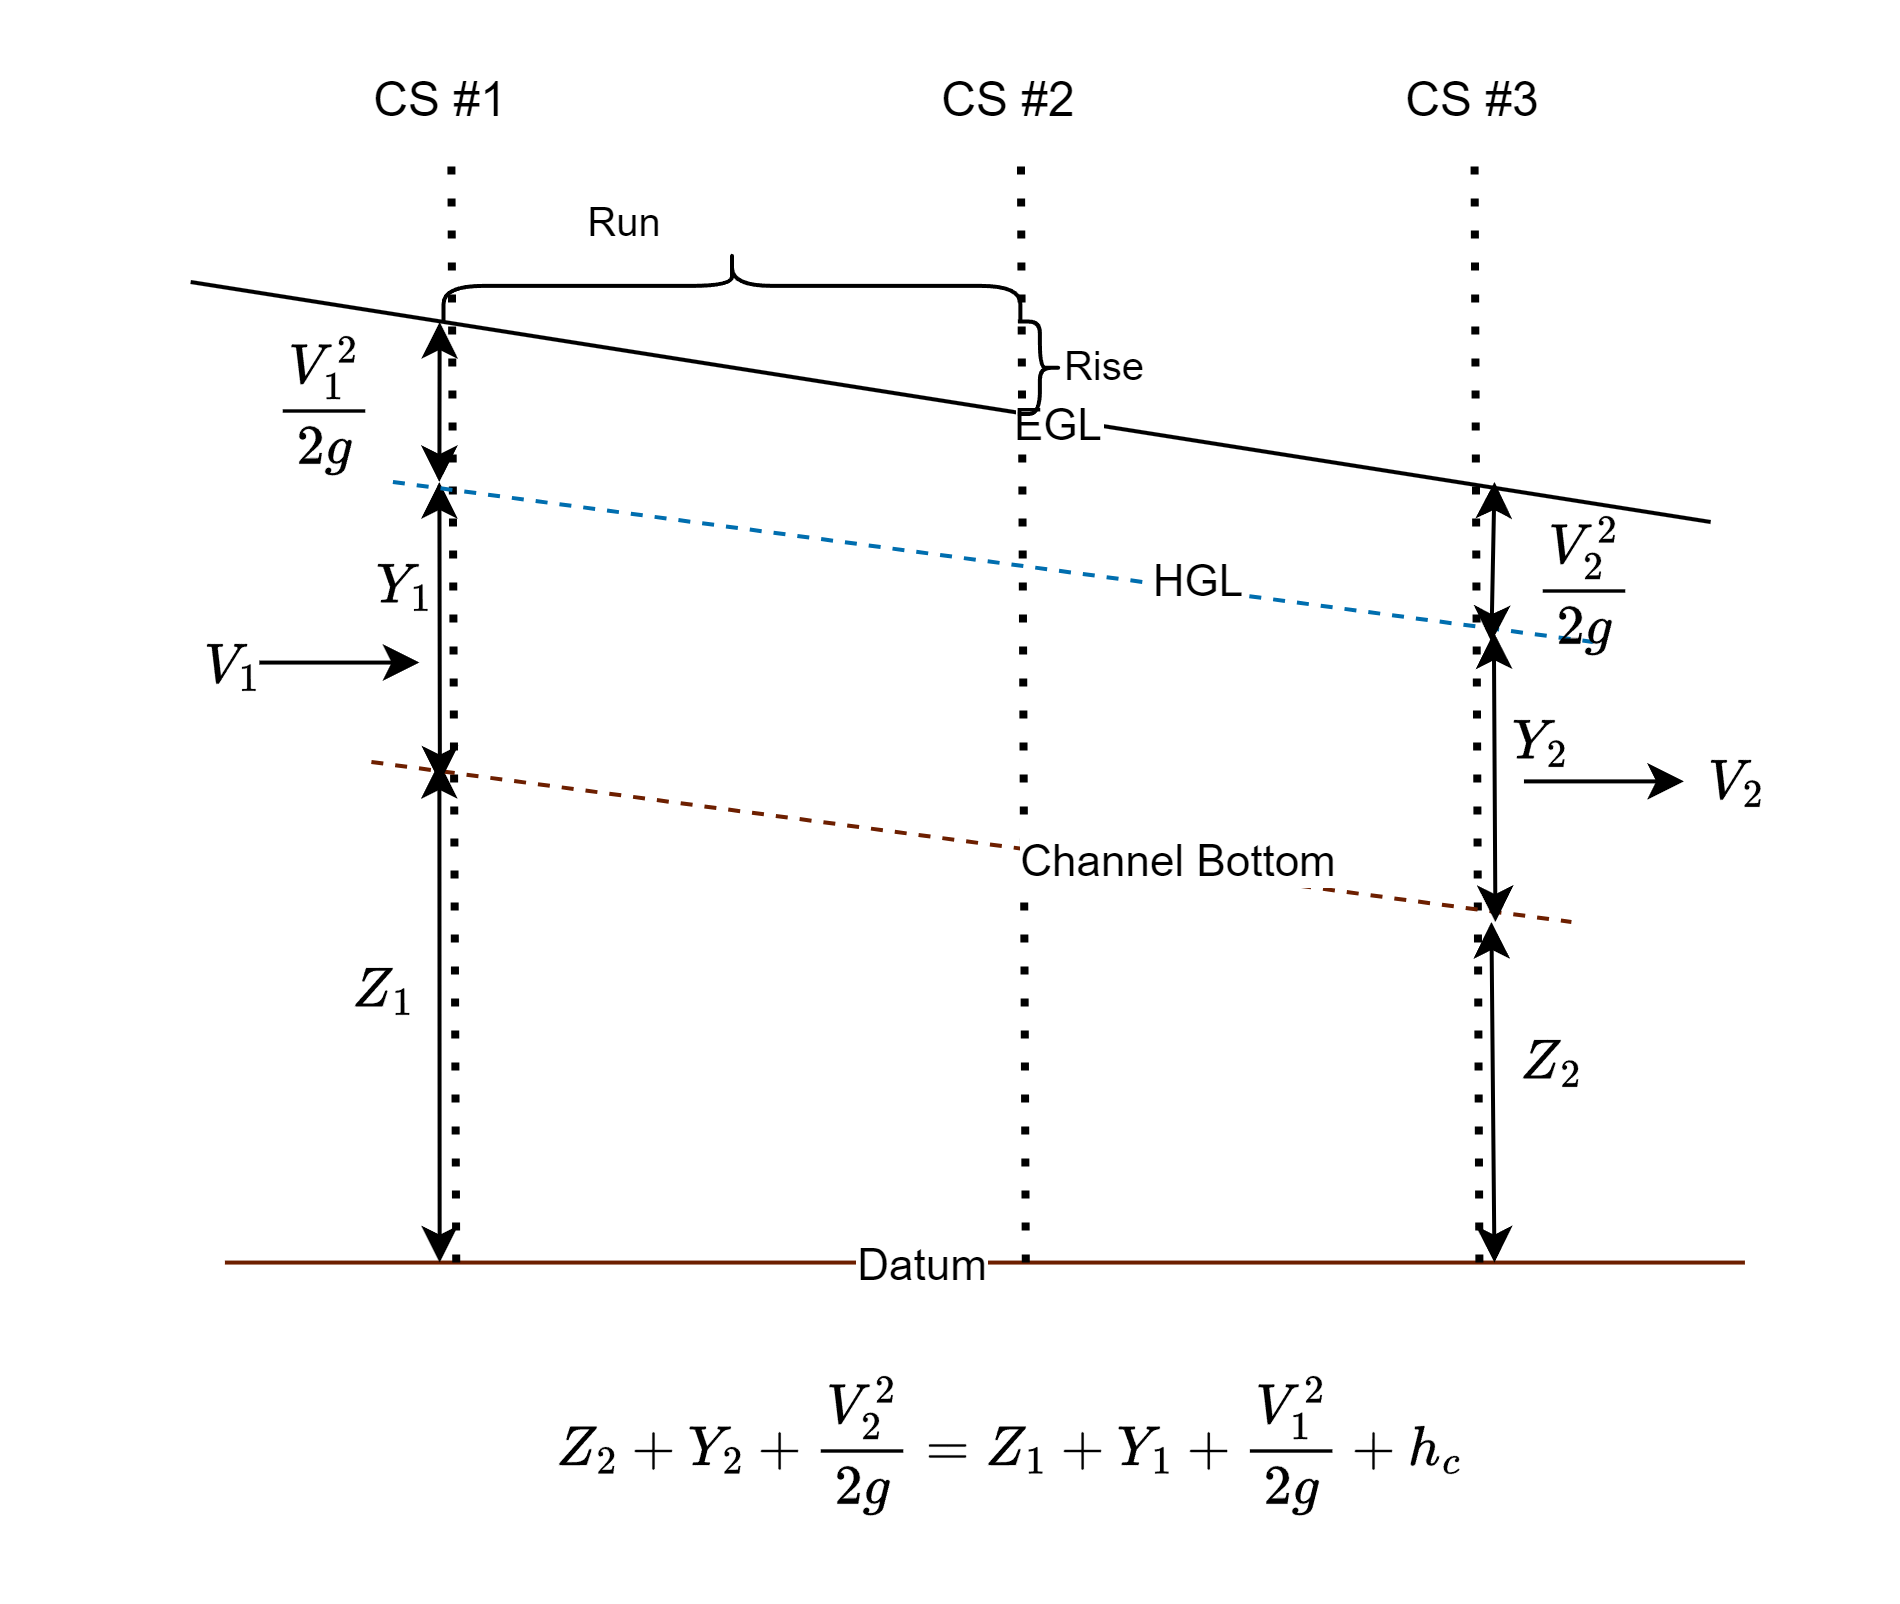 CS #1 CS #2 CS #3
Run
Rise
V₁²/2g
EGL
HGL
V₂²/2g
Y₁
V₁
Y₂
V₂
Channel Bottom
Z₁
Z₂
Datum
Z₂ + Y₂ + V₂²/2g = Z₁ + Y₁ + V₁²/2g + h_c